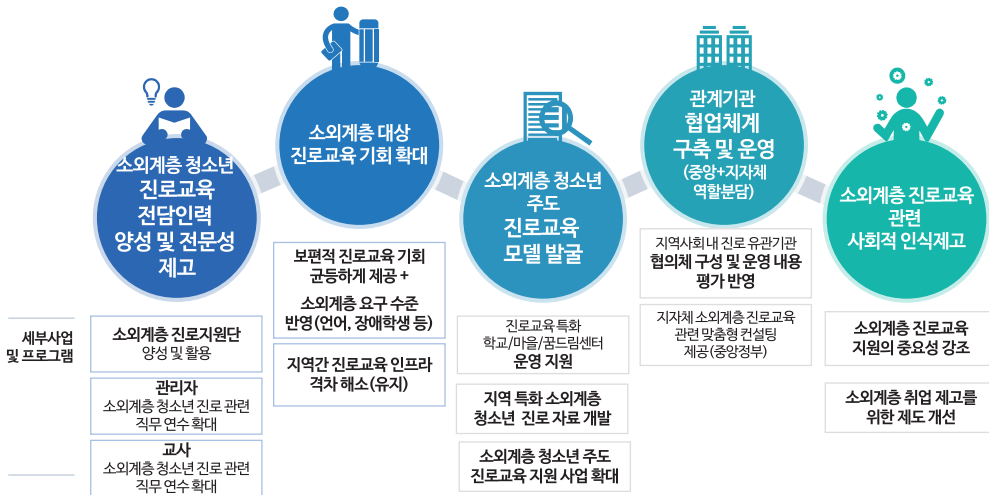 소외계층 청소년
진로교육
전담인력
양성 및 전문성
제고
소외계층 대상
진로교육 기회 확대
소외계층 청소년
주도
진로교육
모델 발굴
관계기관
협업체계
구축 및 운영
(중앙+지자체
역할분담)
소외계층 진로교육
관련
사회적 인식제고
세부사업
및 프로그램
소외계층 진로지원단
양성 및 활용
관리자
소외계층 청소년 진로 관련
직무 연수 확대
교사
소외계층 청소년 진로 관련
직무 연수 확대
보편적 진로교육 기회
균등하게 제공 +
소외계층 요구 수준
반영(언어, 장애학생 등)
지역간 진로교육 인프라
격차 해소(유지)
진로교육 특화
학교/마을/꿈드림센터
운영 지원
지역 특화 소외계층
청소년 진로 자료 개발
소외계층 청소년 주도
진로교육 지원 사업 확대
지역사회 내 진로 유관기관
협의체 구성 및 운영 내용
평가 반영
지자체 소외계층 진로교육
관련 맞춤형 컨설팅
제공(중앙정부)
소외계층 진로교육
지원의 중요성 강조
소외계층 취업 제고를
위한 제도 개선